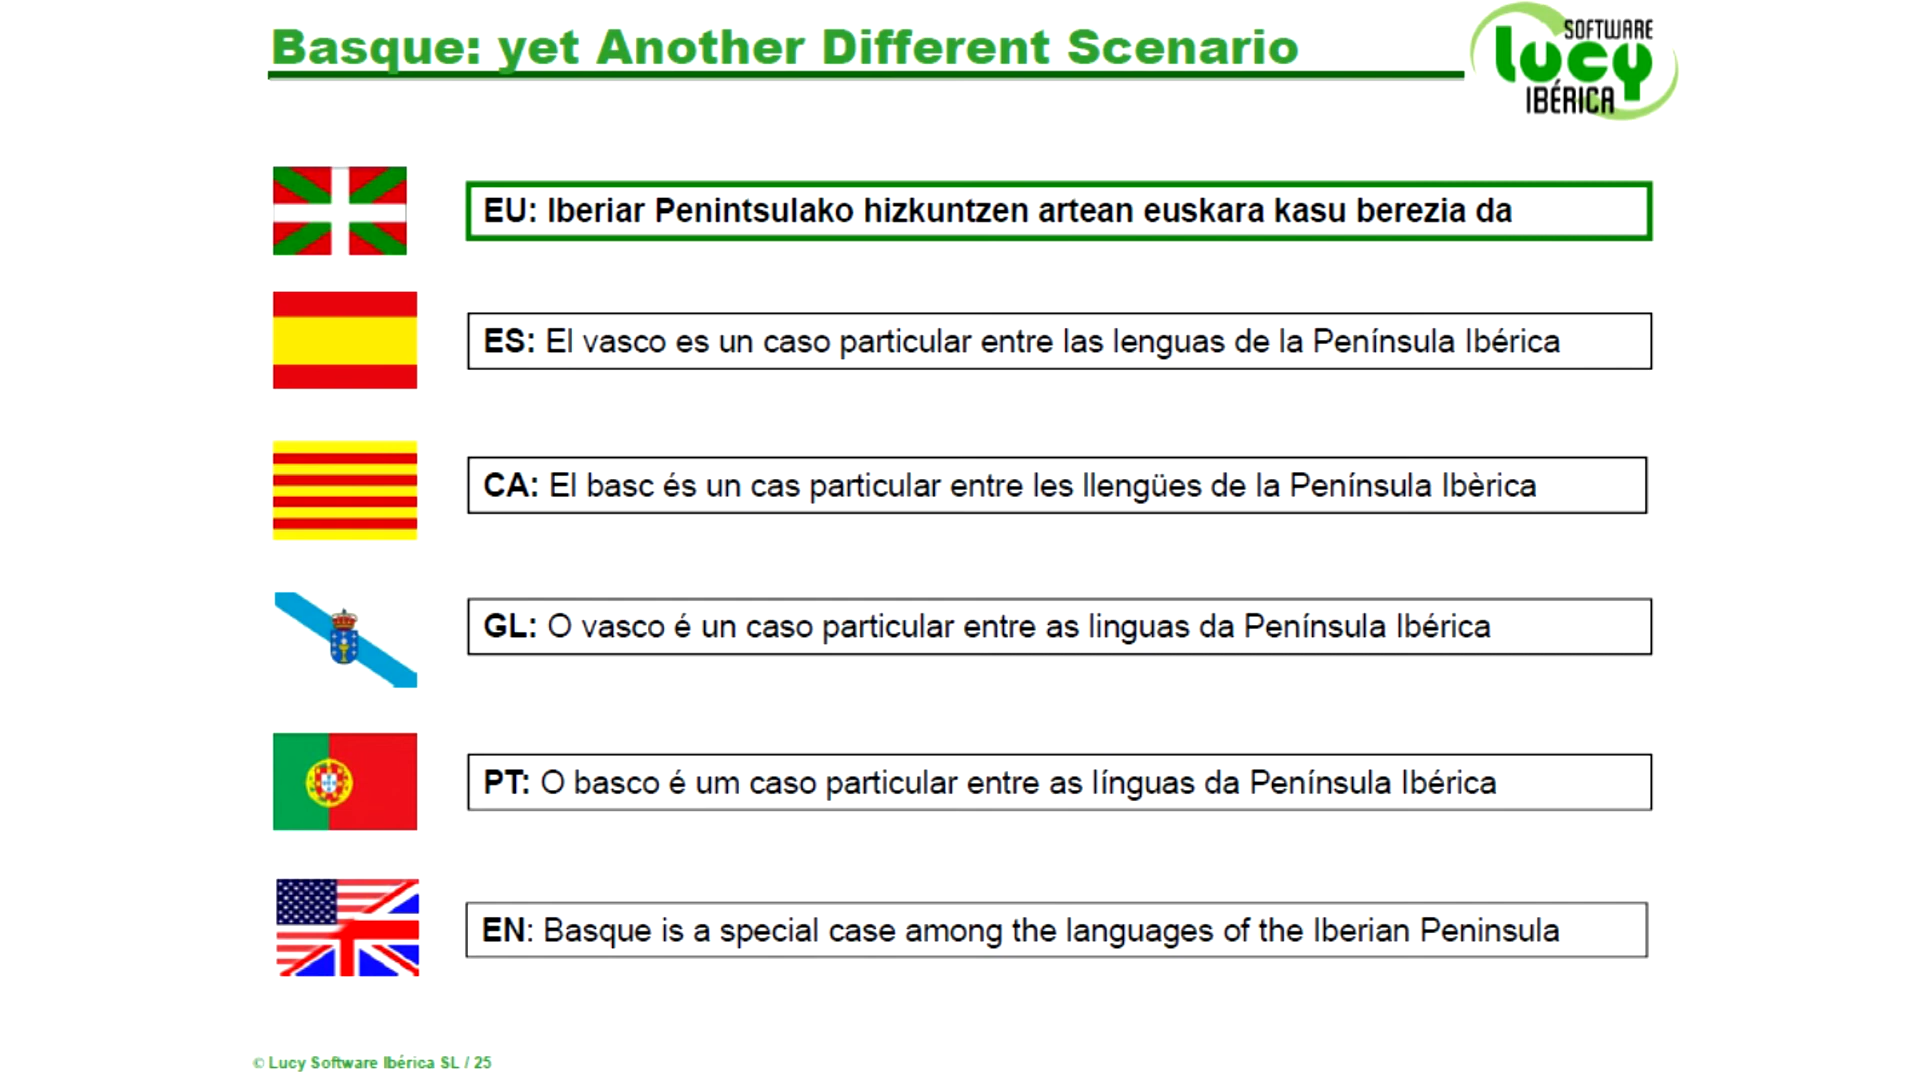 Basque: yet Another Different Scenario
SOFTWARE
Lucy
IBÉRICA
EU: Iberiar Penintsulako hizkuntzen artean euskara kasu berezia da
ES: El vasco es un caso particular entre las lenguas de la Península Ibérica
CA: El basc és un cas particular entre les llengües de la Península Ibèrica
GL: O vasco é un caso particular entre as linguas da Península Ibérica
PT: O basco é um caso particular entre as línguas da Península Ibérica
EN: Basque is a special case among the languages of the Iberian Peninsula
© Lucy Software Ibérica SL / 25